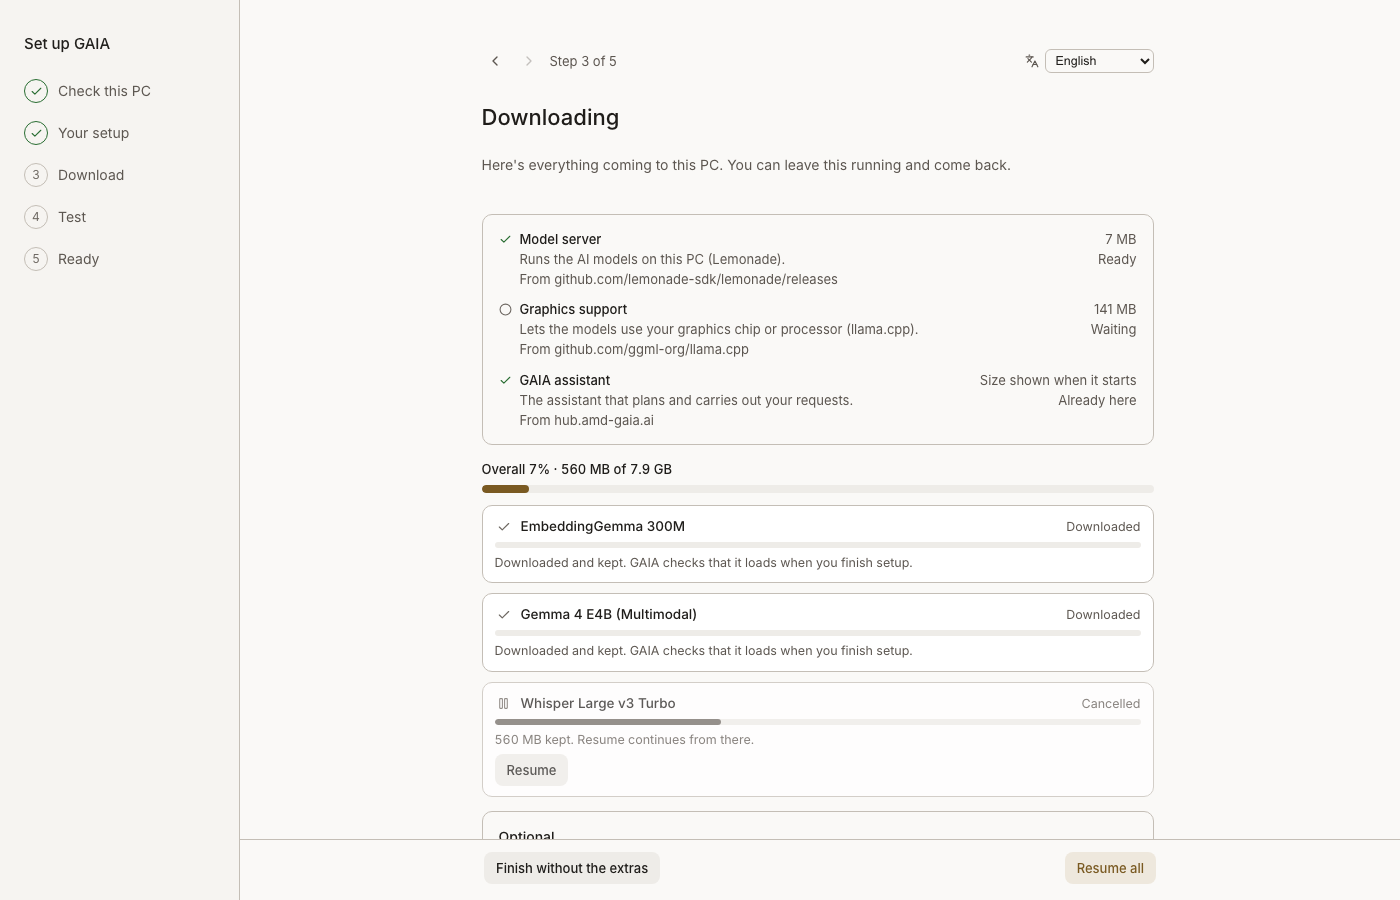 Set up GAIA
Check this PC
Your setup
3 Download
4 Test
5 Ready
Step 3 of 5
English
Downloading
Here's everything coming to this PC. You can leave this running and come back.
Model server 7 MB
Runs the AI models on this PC (Lemonade). Ready
From github.com/lemonade-sdk/lemonade/releases
Graphics support 141 MB
Lets the models use your graphics chip or processor (llama.cpp). Waiting
From github.com/ggml-org/llama.cpp
GAIA assistant Size shown when it starts
The assistant that plans and carries out your requests. Already here
From hub.amd-gaia.ai
Overall 7% · 560 MB of 7.9 GB
EmbeddingGemma 300M Downloaded
Downloaded and kept. GAIA checks that it loads when you finish setup.
Gemma 4 E4B (Multimodal) Downloaded
Downloaded and kept. GAIA checks that it loads when you finish setup.
Whisper Large v3 Turbo Cancelled
560 MB kept. Resume continues from there.
Resume
Optional
Finish without the extras Resume all